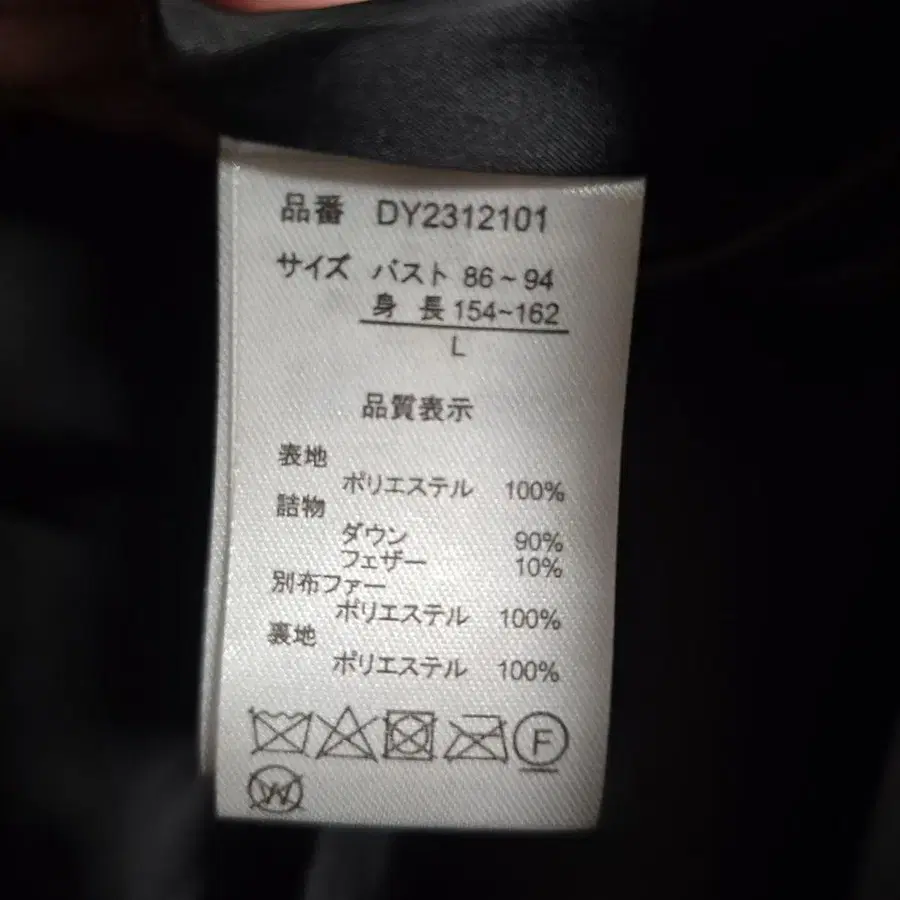 品番 DY2312101
サイズ バスト 86~94
身 長 154~162
L
品質表示
表地
ポリエステル 100%
詰物
ダウン 90%
フェザー 10%
別布ファー
ポリエステル 100%
裏地
ポリエステル 100%
F
W